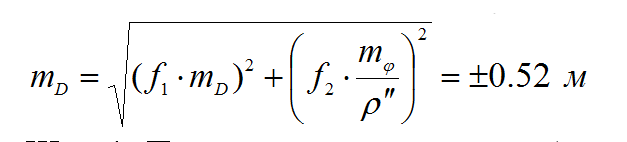 m_D = √((f₁ · m_D)² + (f₂ · m_φ / ρ″)²) = ±0.52 м